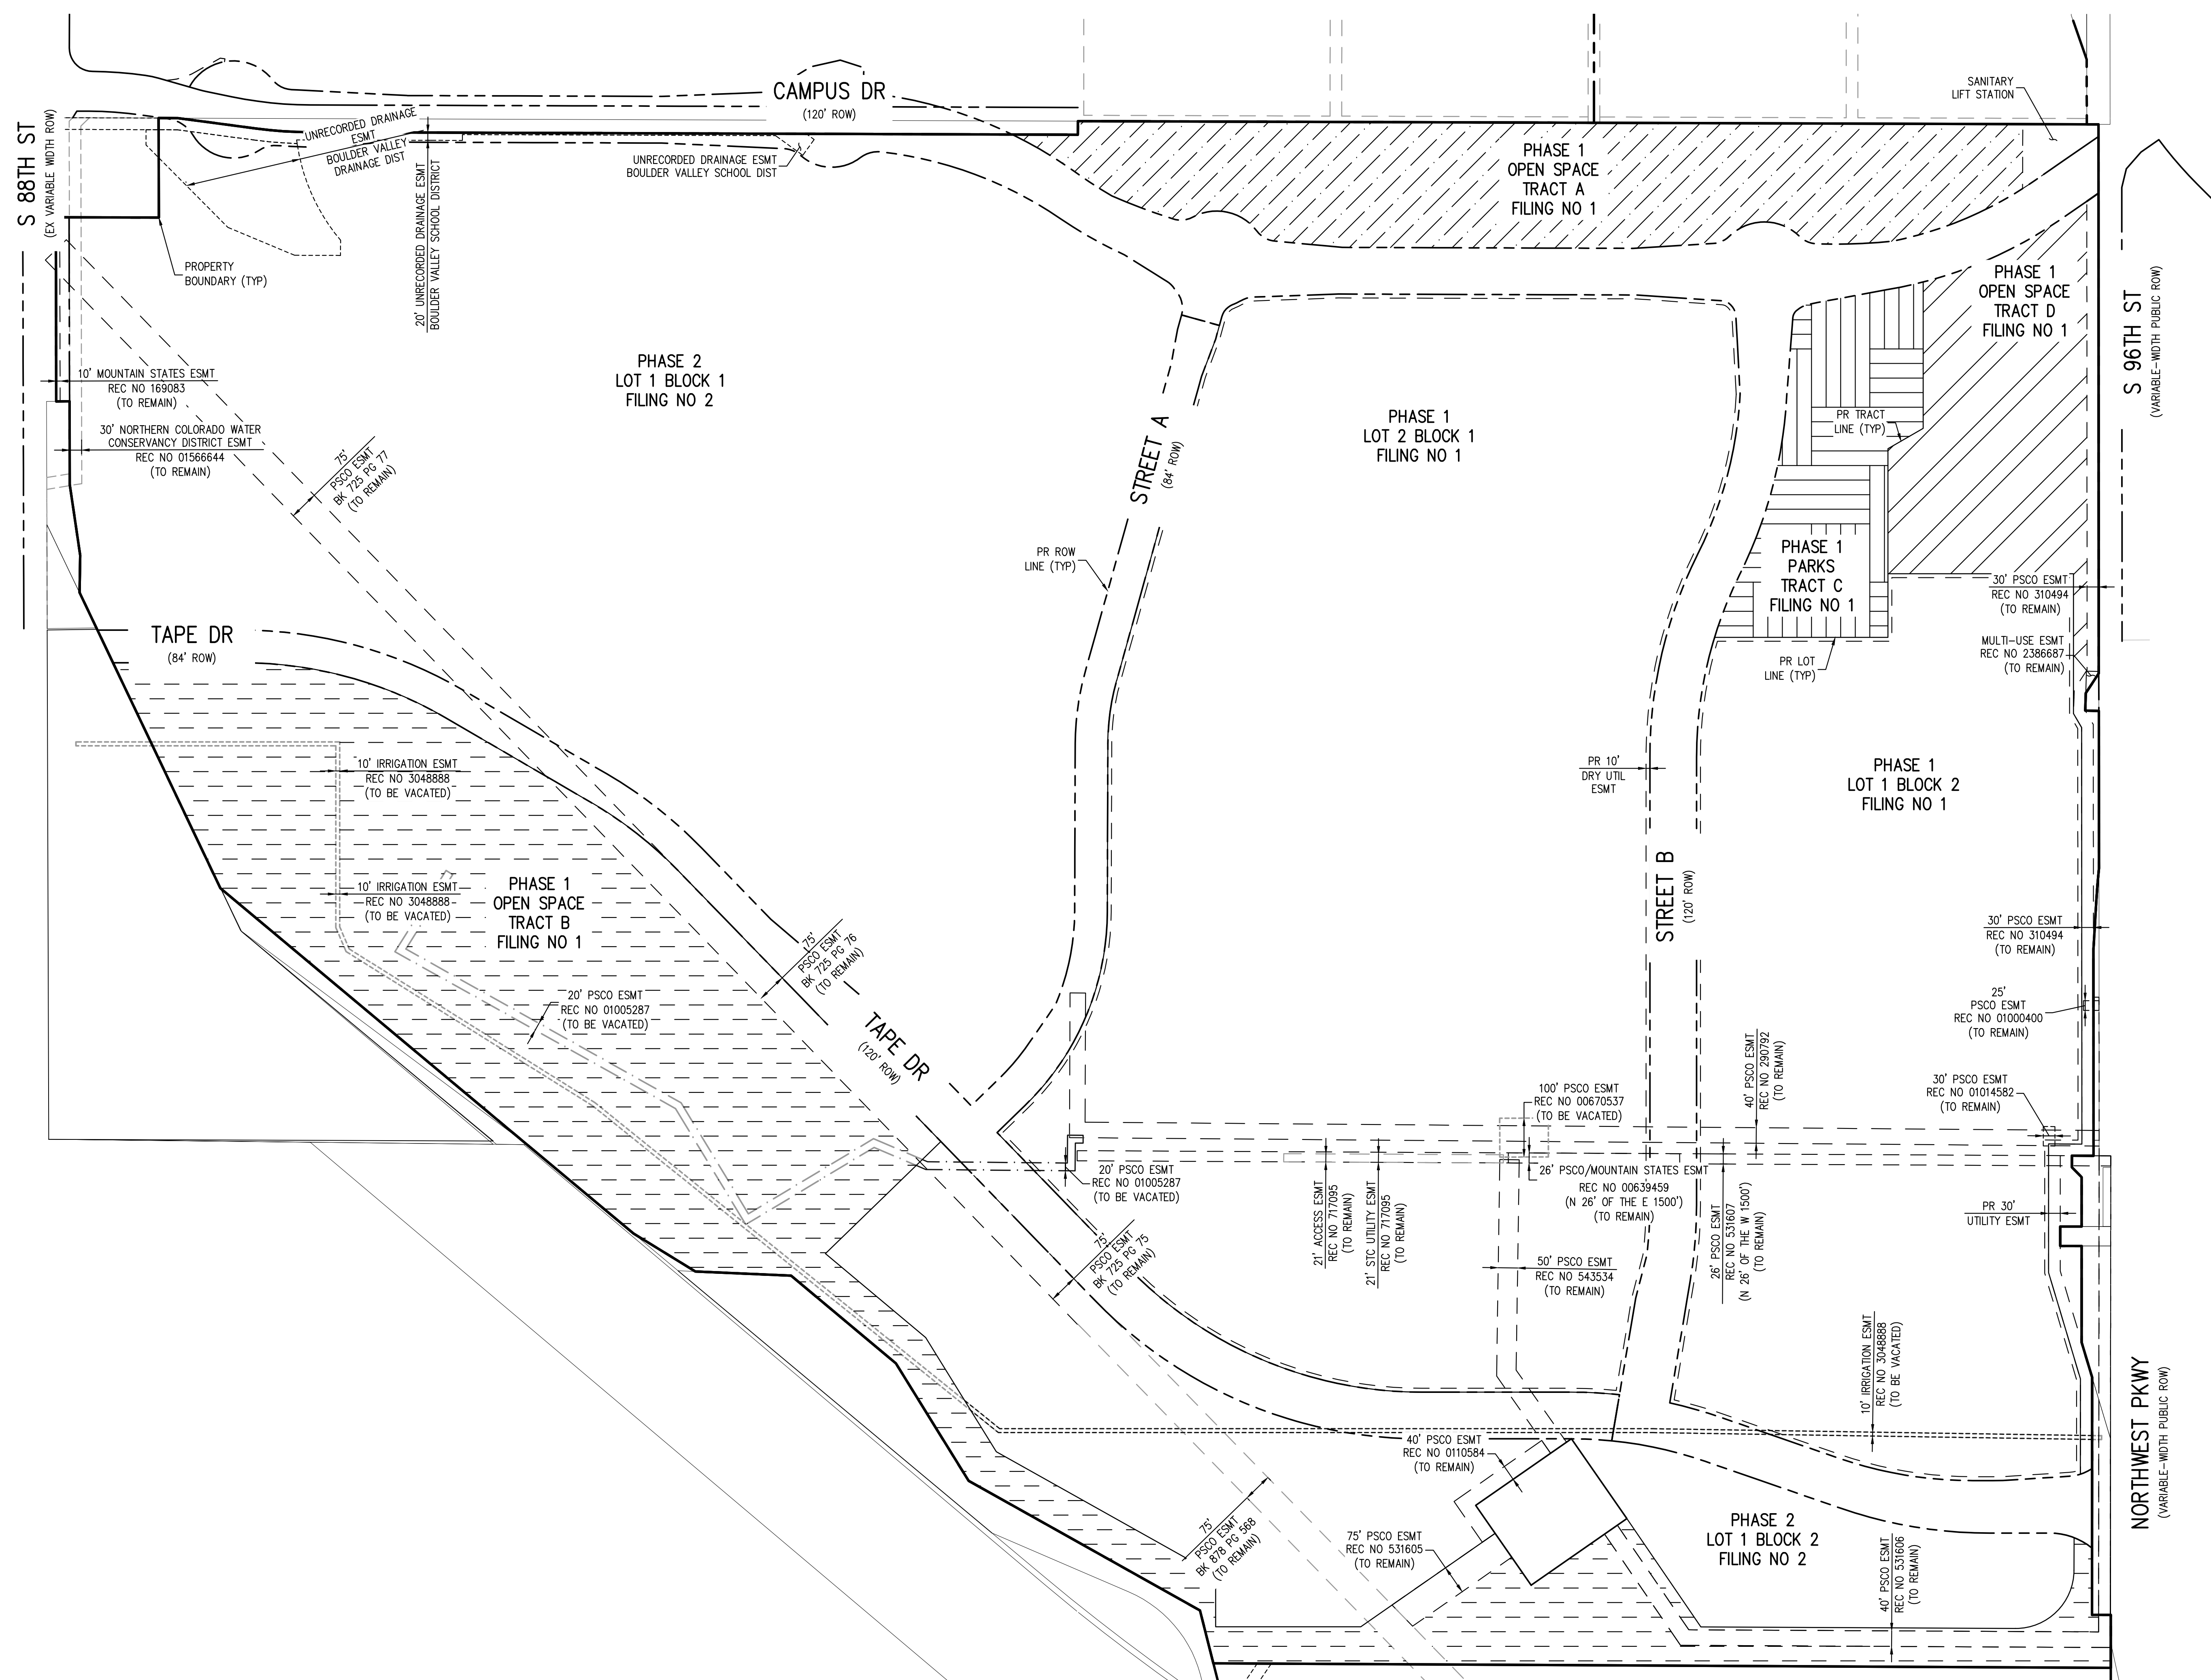 CAMPUS DR
(120' ROW)
SANITARY
LIFT STATION
S 88TH ST
(EX VARIABLE WIDTH ROW)
UNRECORDED DRAINAGE
ESMT
BOULDER VALLEY
DRAINAGE DIST
20' UNRECORDED DRAINAGE ESMT
BOULDER VALLEY SCHOOL DISTRICT
UNRECORDED DRAINAGE ESMT
BOULDER VALLEY SCHOOL DIST
PHASE 1
OPEN SPACE
TRACT A
FILING NO 1
PROPERTY
BOUNDARY (TYP)
PHASE 1
OPEN SPACE
TRACT D
FILING NO 1
S 96TH ST
(VARIABLE-WIDTH PUBLIC ROW)
10' MOUNTAIN STATES ESMT
REC NO 169083
(TO REMAIN)
30' NORTHERN COLORADO WATER
CONSERVANCY DISTRICT ESMT
REC NO 01566644
(TO REMAIN)
75'
PSCO ESMT
BK 725 PG 77
(TO REMAIN)
PHASE 2
LOT 1 BLOCK 1
FILING NO 2
STREET A
(84' ROW)
PHASE 1
LOT 2 BLOCK 1
FILING NO 1
PR TRACT
LINE (TYP)
PR ROW
LINE (TYP)
PHASE 1
PARKS
TRACT C
FILING NO 1
30' PSCO ESMT
REC NO 310494
(TO REMAIN)
MULTI-USE ESMT
REC NO 2386687
(TO REMAIN)
PR LOT
LINE (TYP)
TAPE DR
(84' ROW)
10' IRRIGATION ESMT
REC NO 3048888
(TO BE VACATED)
PR 10'
DRY UTIL
ESMT
PHASE 1
LOT 1 BLOCK 2
FILING NO 1
10' IRRIGATION ESMT
REC NO 3048888
(TO BE VACATED)
PHASE 1
OPEN SPACE
TRACT B
FILING NO 1
STREET B
(120' ROW)
75'
PSCO ESMT
BK 725 PG 76
(TO REMAIN)
30' PSCO ESMT
REC NO 310494
(TO REMAIN)
20' PSCO ESMT
REC NO 01005287
(TO BE VACATED)
25'
PSCO ESMT
REC NO 01000400
(TO REMAIN)
TAPE DR
(120' ROW)
40' PSCO ESMT
REC NO 290792
(TO REMAIN)
100' PSCO ESMT
REC NO 00670537
(TO BE VACATED)
30' PSCO ESMT
REC NO 01014582
(TO REMAIN)
20' PSCO ESMT
REC NO 01005287
(TO BE VACATED)
21' ACCESS ESMT
REC NO 717095
(TO REMAIN)
21' STC UTILITY ESMT
REC NO 717095
(TO REMAIN)
26' PSCO/MOUNTAIN STATES ESMT
REC NO 00639459
(N 26' OF THE E 1500')
(TO REMAIN)
26' PSCO ESMT
REC NO 531607
(N 26' OF THE W 1500')
(TO REMAIN)
PR 30'
UTILITY ESMT
75'
PSCO ESMT
BK 725 PG 75
(TO REMAIN)
50' PSCO ESMT
REC NO 543534
(TO REMAIN)
10' IRRIGATION ESMT
REC NO 3048888
(TO BE VACATED)
NORTHWEST PKWY
(VARIABLE-WIDTH PUBLIC ROW)
40' PSCO ESMT
REC NO 0110584
(TO REMAIN)
75'
PSCO ESMT
BK 878 PG 568
(TO REMAIN)
75' PSCO ESMT
REC NO 531605
(TO REMAIN)
PHASE 2
LOT 1 BLOCK 2
FILING NO 2
40' PSCO ESMT
REC NO 531606
(TO REMAIN)